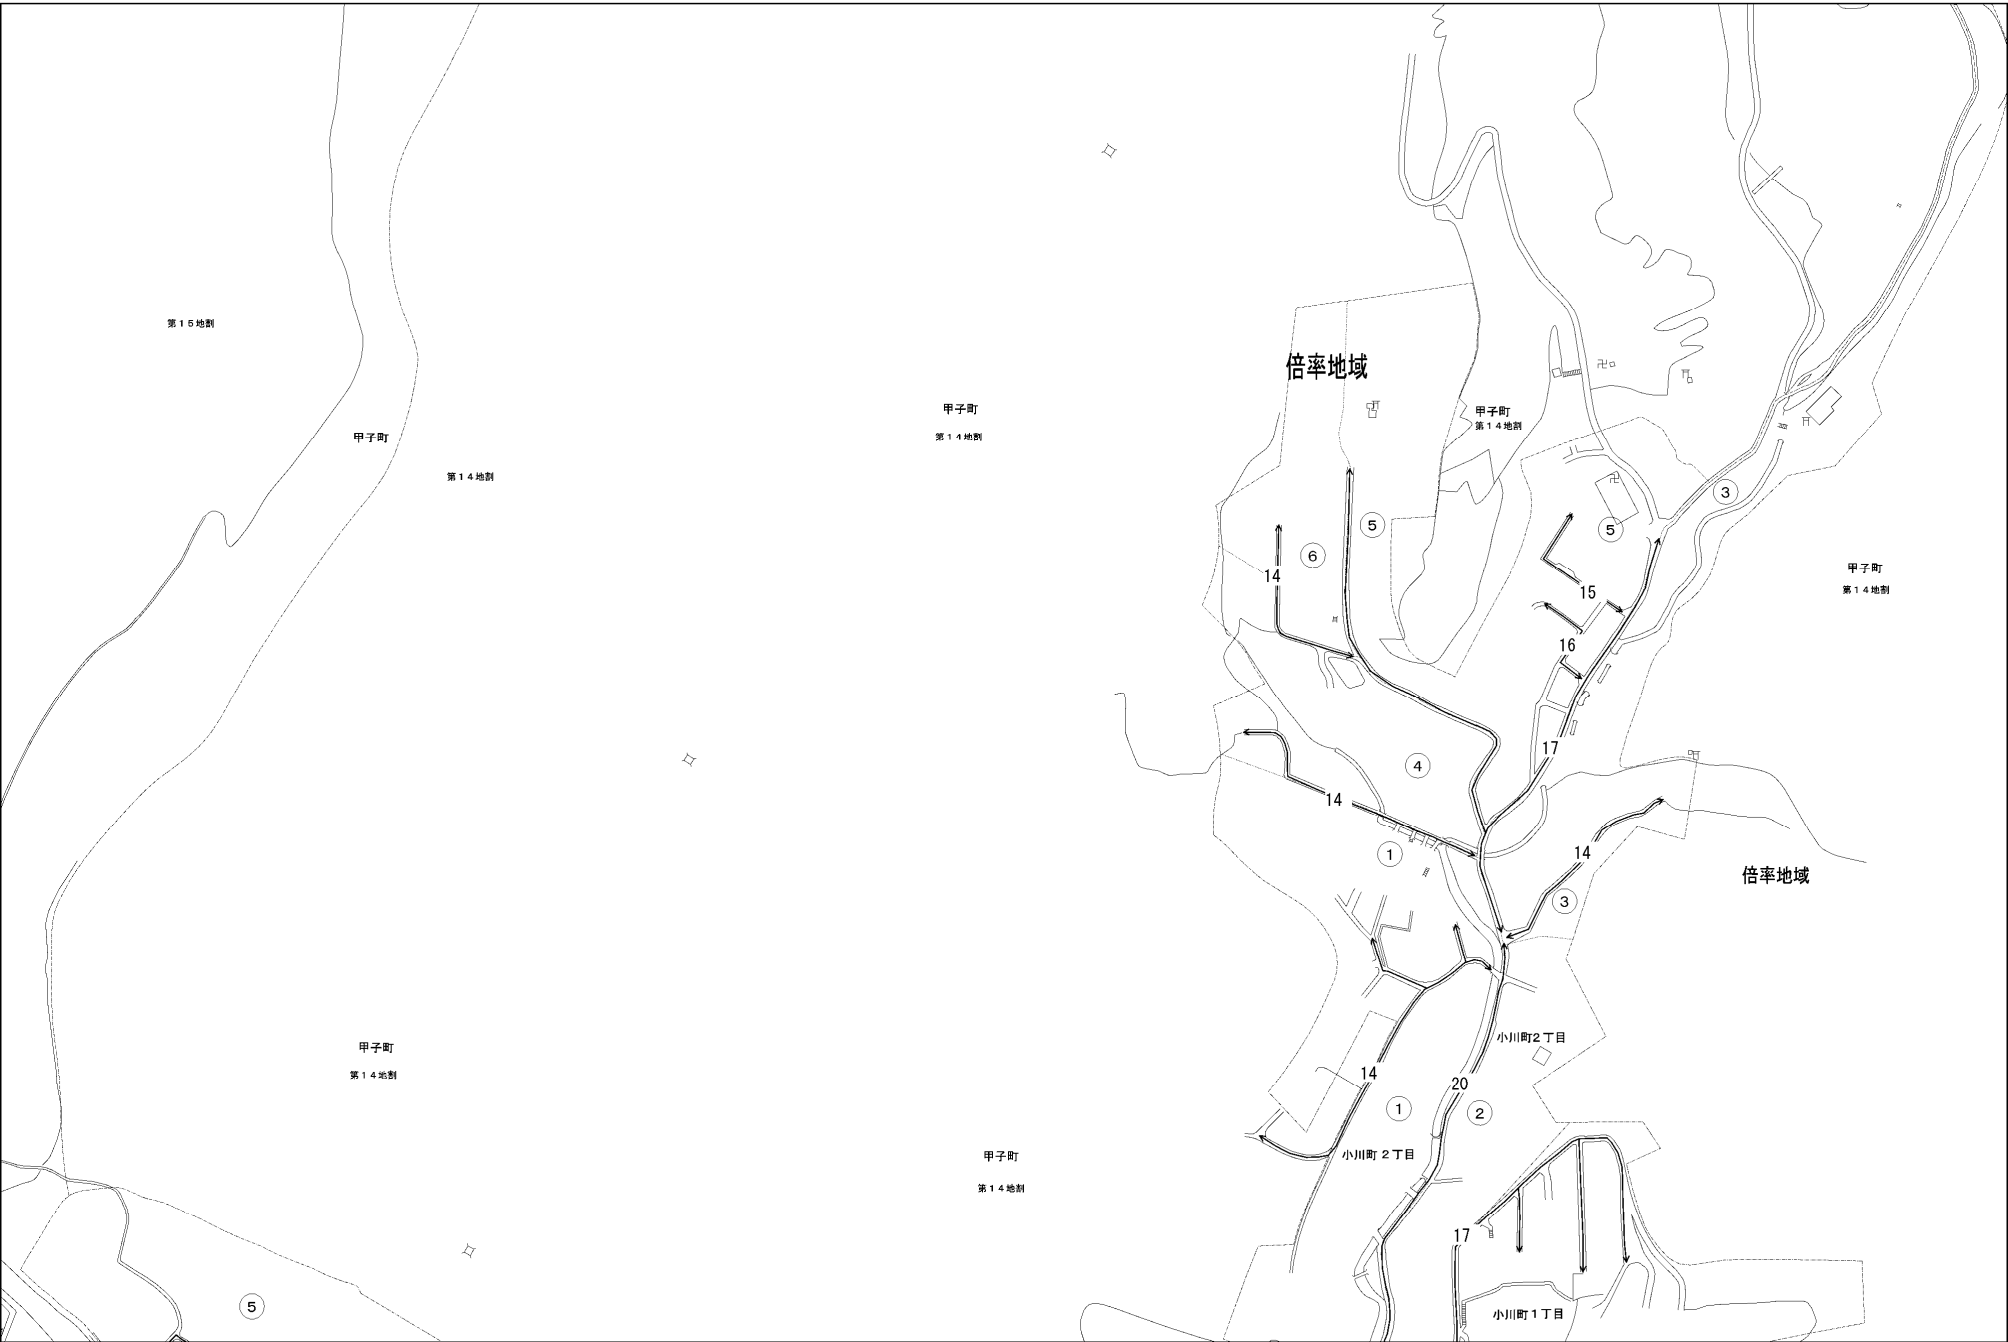 第15地割
倍率地域
甲子町
第14地割
甲子町
第14地割
甲子町
第14地割
③
⑤
⑤
⑥
14
15
甲子町
第14地割
16
17
④
14
①
14
倍率地域
③
小川町2丁目
甲子町
第14地割
14
20
①
②
小川町2丁目
甲子町
第14地割
17
⑤
小川町1丁目